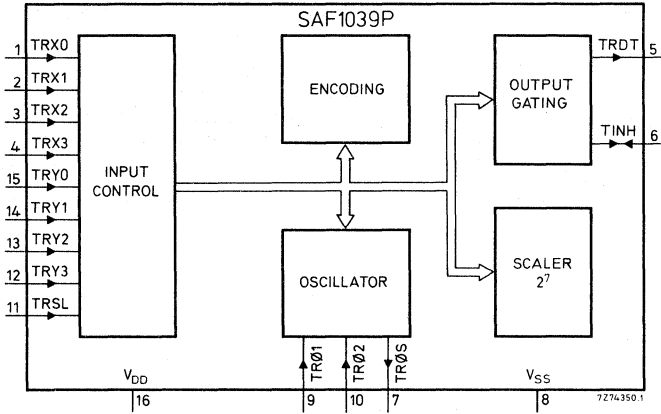 SAF1039P
1 TRX0
2 TRX1
3 TRX2
4 TRX3
15 TRY0
14 TRY1
13 TRY2
12 TRY3
11 TRSL
INPUT
CONTROL
ENCODING
OSCILLATOR
OUTPUT
GATING
SCALER
2⁷
TRDT 5
TINH 6
TRØ1
TRØ2
TRØS
V_DD
16
9
10
7
V_SS
8
7Z74350.1